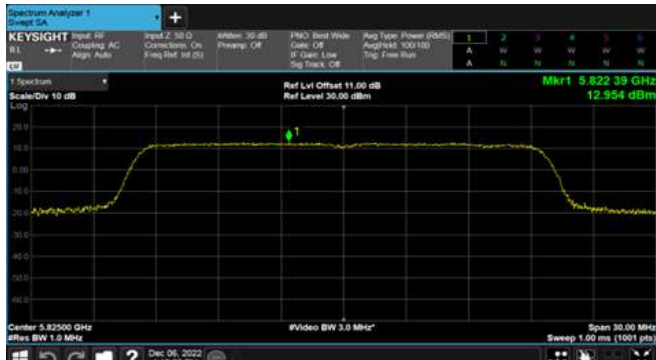 Spectrum Analyzer 1
Swept SA
+
KEYSIGHT
RL
Input: RF
Coupling: AC
Align: Auto
Input Z: 50 Ω
Corrections: On
Freq Ref: Int (S)
#Atten: 30 dB
Preamp: Off
PNO: Best Wide
Gate: Off
IF Gain: Low
Sig Track: Off
Avg Type: Power (RMS)
Avg|Hold: 100/100
Trig: Free Run
1 2 3 4 5 6
A W W W W W
A N N N N N
1 Spectrum
Scale/Div 10 dB
Log
Ref Lvl Offset 11.00 dB
Ref Level 30.00 dBm
Mkr1 5.822 39 GHz
12.954 dBm
1
20.0
10.0
0.00
-10.0
-20.0
-30.0
-40.0
-50.0
-60.0
Center 5.82500 GHz
#Res BW 1.0 MHz
#Video BW 3.0 MHz*
Span 30.00 MHz
Sweep 1.00 ms (1001 pts)
?
Dec 06, 2022